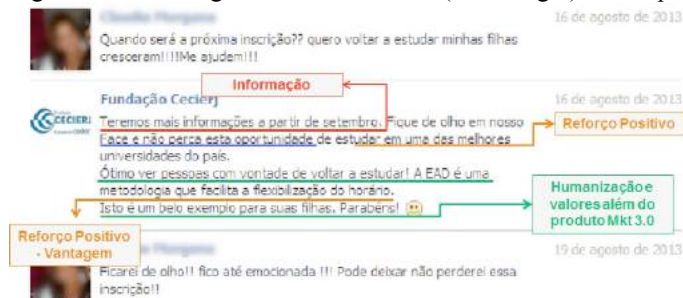 16 de agosto de 2013
Quando será a próxima inscrição?? quero voltar a estudar minhas filhas
cresceram!!!!Me ajudem!!!
Informação
Fundação Cecierj
16 de agosto de 2013
CECIERJ
Teremos mais informações a partir de setembro. Fique de olho em nosso
Reforço Positivo
Face e não perca esta oportunidade de estudar em uma das melhores
universidades do país.
Ótimo ver pessoas com vontade de voltar a estudar! A EAD é uma
metodologia que facilita a flexibilização do horário.
Isto é um belo exemplo para suas filhas. Parabéns!
Humanização e
valores além do
produto Mkt 3.0
Reforço Positivo
- Vantagem
19 de agosto de 2013
Ficarei de olho!! fico até emocionada !!! Pode deixar não perderei essa
inscrição!!